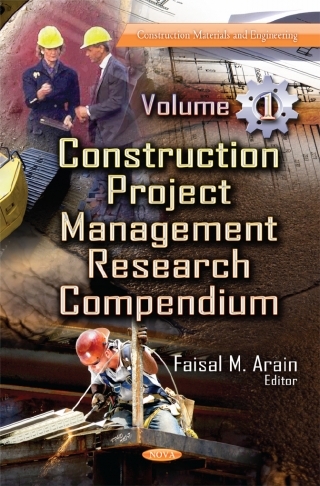 Construction Materials and Engineering
Volume 1
Construction
Project
Management
Research
Compendium
Faisal M. Arain
Editor
NOVA